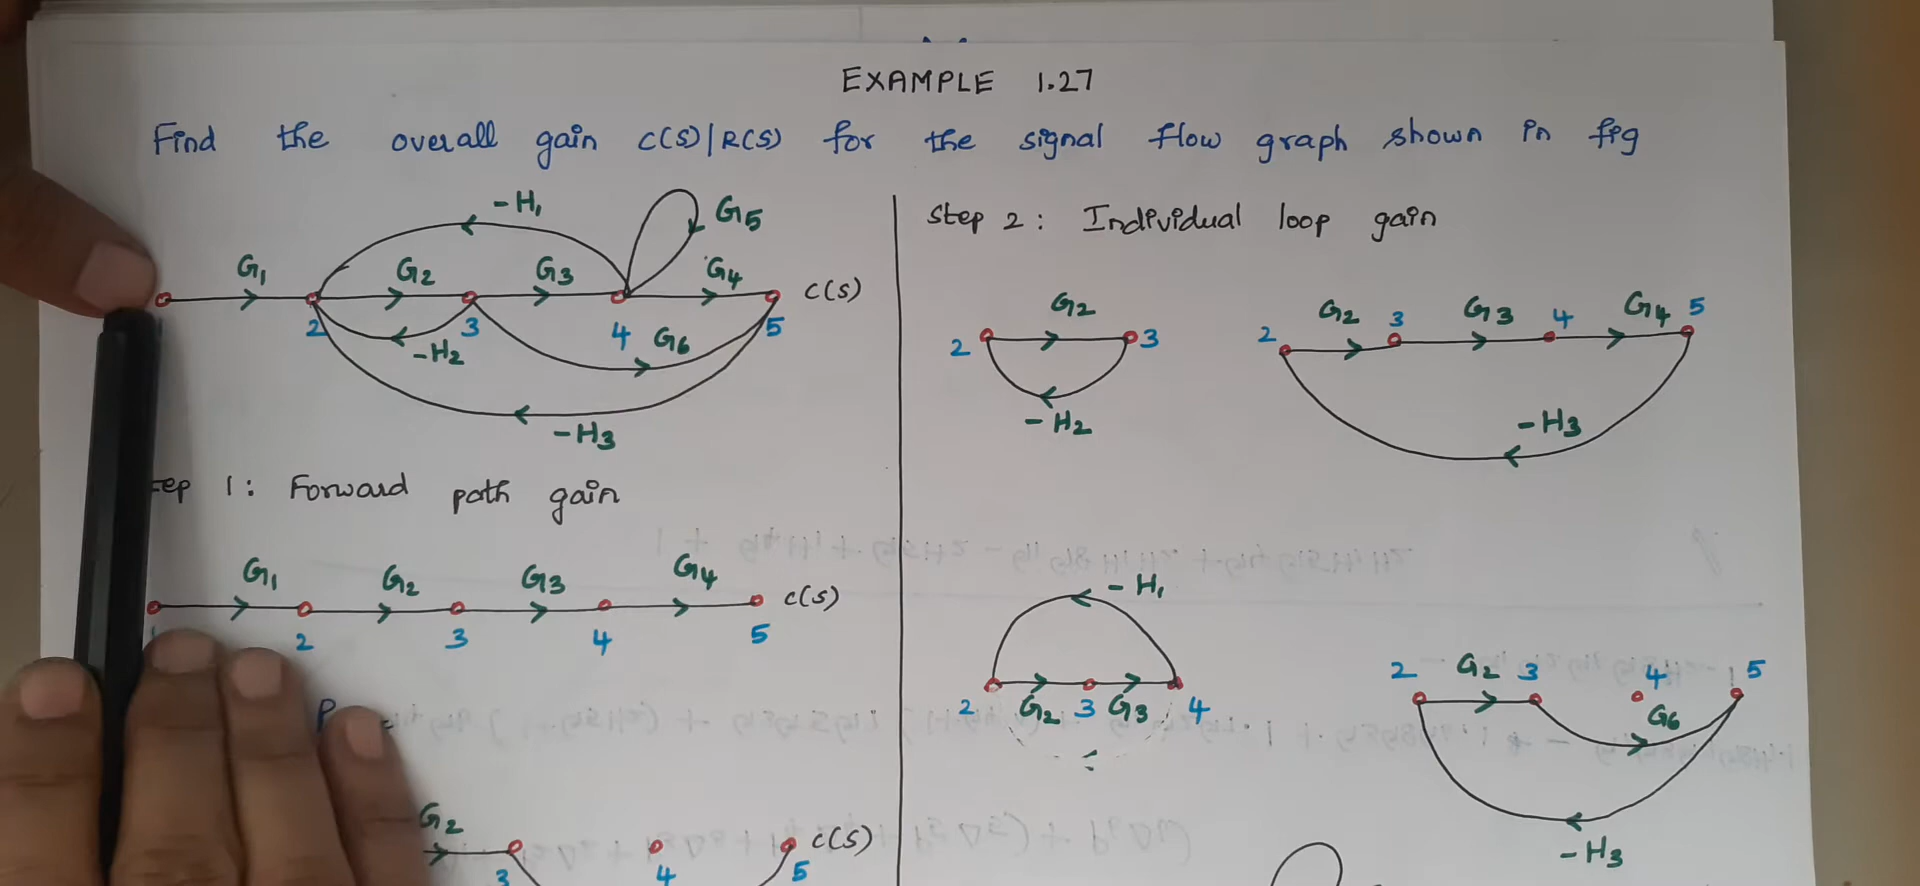 EXAMPLE 1.27
Find the overall gain C(S)|R(S) for the signal flow graph shown in fig
-H₁
G5
G1 G2 G3 G4 C(S)
2 3 4 5
-H2 G6
-H3
1: Forward path gain
G1 G2 G3 G4 C(S)
2 3 4 5
P
G2 C(S)
3 4 5
Step 2: Individual loop gain
G2
2 3
-H2
G2 G3 G4
2 3 4 5
-H3
-H₁
2 G2 3 G3 4
2 G2 3 4 5
G6
-H3